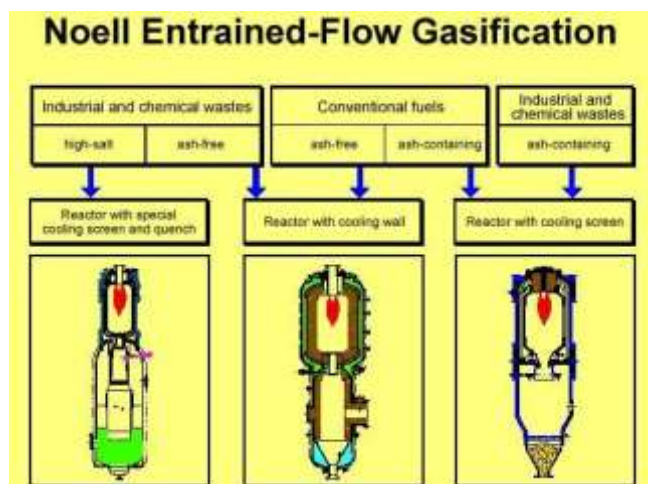 Noell Entrained-Flow Gasification
Industrial and chemical wastes
high-salt
ash-free
Conventional fuels
ash-free
ash-containing
Industrial and
chemical wastes
ash-containing
Reactor with special
cooling screen and quench
Reactor with cooling wall
Reactor with cooling screen